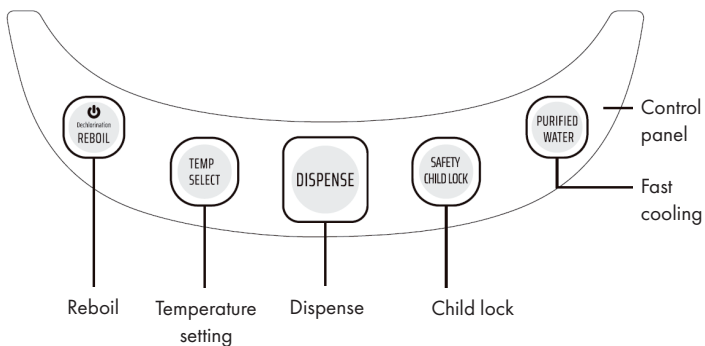 Dechlorination
REBOIL
TEMP
SELECT
DISPENSE
SAFETY
CHILD LOCK
PURIFIED
WATER
Control
panel
Fast
cooling
Reboil
Temperature
setting
Dispense
Child lock